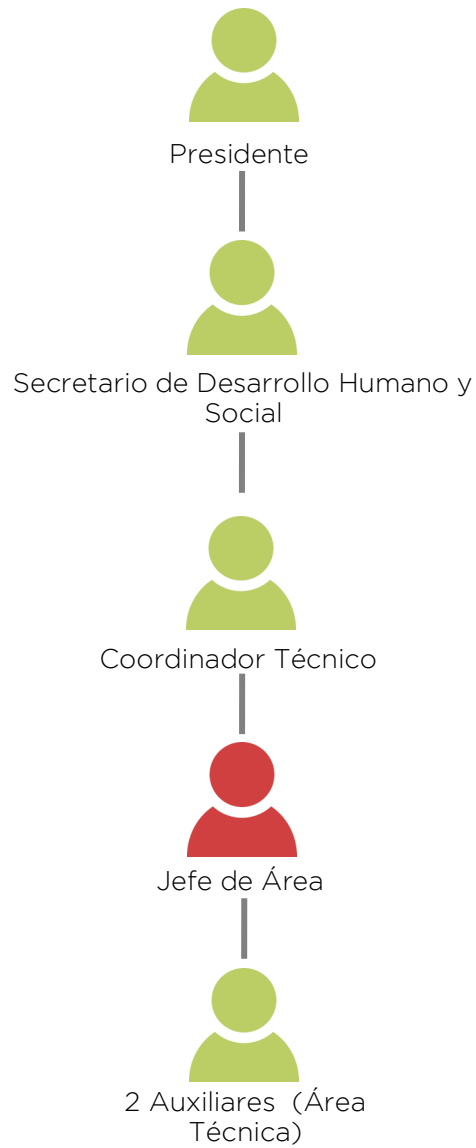 Presidente
Secretario de Desarrollo Humano y
Social
Coordinador Técnico
Jefe de Área
2 Auxiliares (Área
Técnica)